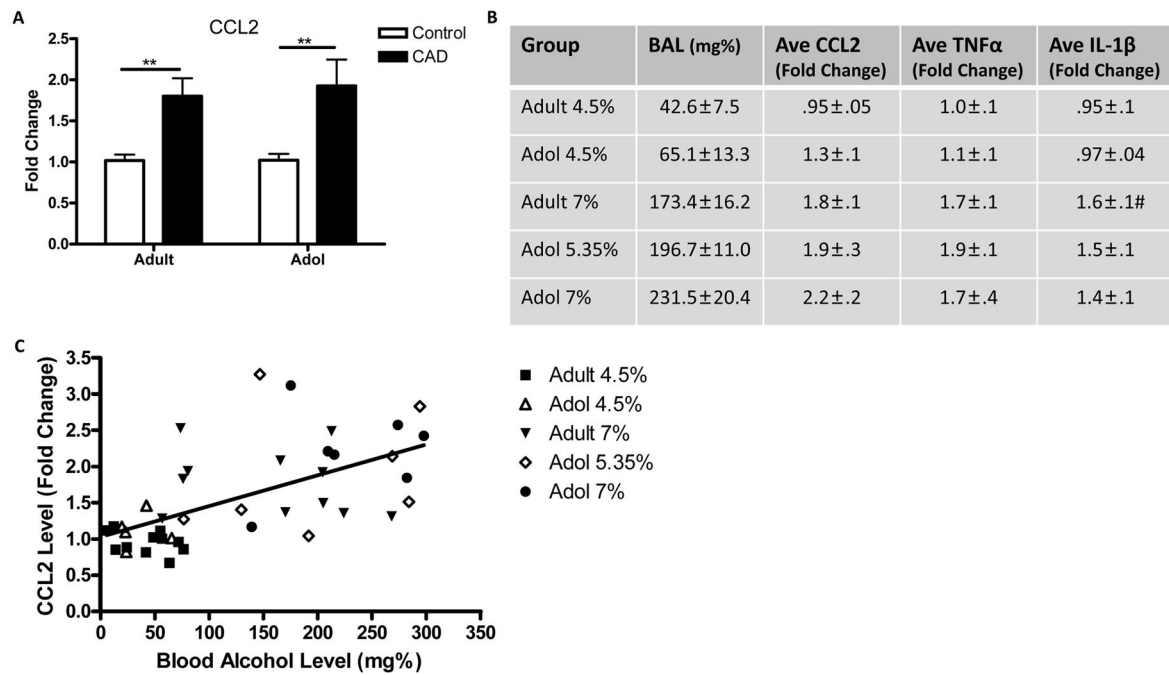 A
CCL2
Control
CAD
**
**
Fold Change
2.5
2.0
1.5
1.0
0.5
0.0
Adult
Adol
B
Group BAL (mg%) Ave CCL2 Ave TNFα Ave IL-1β
(Fold Change) (Fold Change) (Fold Change)
Adult 4.5% 42.6±7.5 .95±.05 1.0±.1 .95±.1
Adol 4.5% 65.1±13.3 1.3±.1 1.1±.1 .97±.04
Adult 7% 173.4±16.2 1.8±.1 1.7±.1 1.6±.1#
Adol 5.35% 196.7±11.0 1.9±.3 1.9±.1 1.5±.1
Adol 7% 231.5±20.4 2.2±.2 1.7±.4 1.4±.1
C
CCL2 Level (Fold Change)
3.5
3.0
2.5
2.0
1.5
1.0
0.5
0.0
0 50 100 150 200 250 300 350
Blood Alcohol Level (mg%)
Adult 4.5%
Adol 4.5%
Adult 7%
Adol 5.35%
Adol 7%